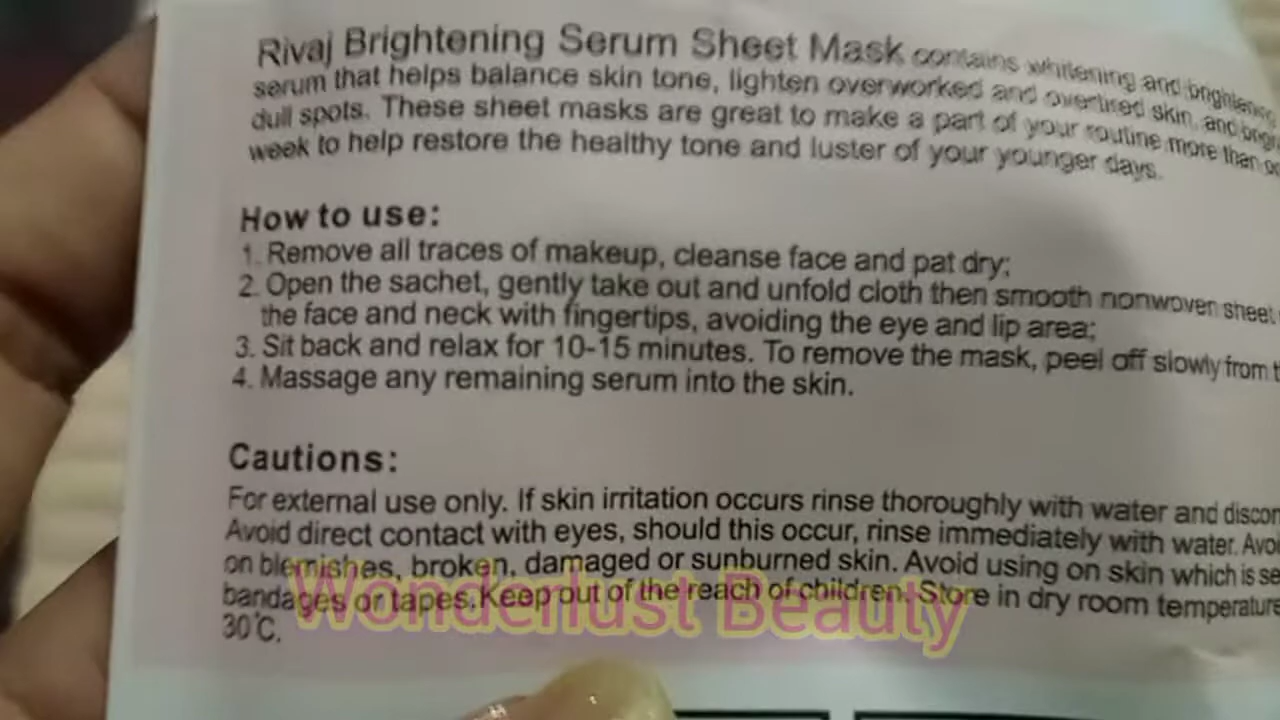 Rivaj Brightening Serum Sheet Mask contains whitening and brightening
serum that helps balance skin tone, lighten overworked and overtired skin, and
dull spots. These sheet masks are great to make a part of your routine more than
week to help restore the healthy tone and luster of your younger days.
How to use:
1. Remove all traces of makeup, cleanse face and pat dry;
2. Open the sachet, gently take out and unfold cloth then smooth nonwoven sheet
the face and neck with fingertips, avoiding the eye and lip area;
3. Sit back and relax for 10-15 minutes. To remove the mask, peel off slowly from
4. Massage any remaining serum into the skin.
Cautions:
For external use only. If skin irritation occurs rinse thoroughly with water and
Avoid direct contact with eyes, should this occur, rinse immediately with water.
on blemishes, broken, damaged or sunburned skin. Avoid using on skin which is
bandages or tapes. Keep out of the reach of children. Store in dry room temperature
30°C.
Wonderlust Beauty